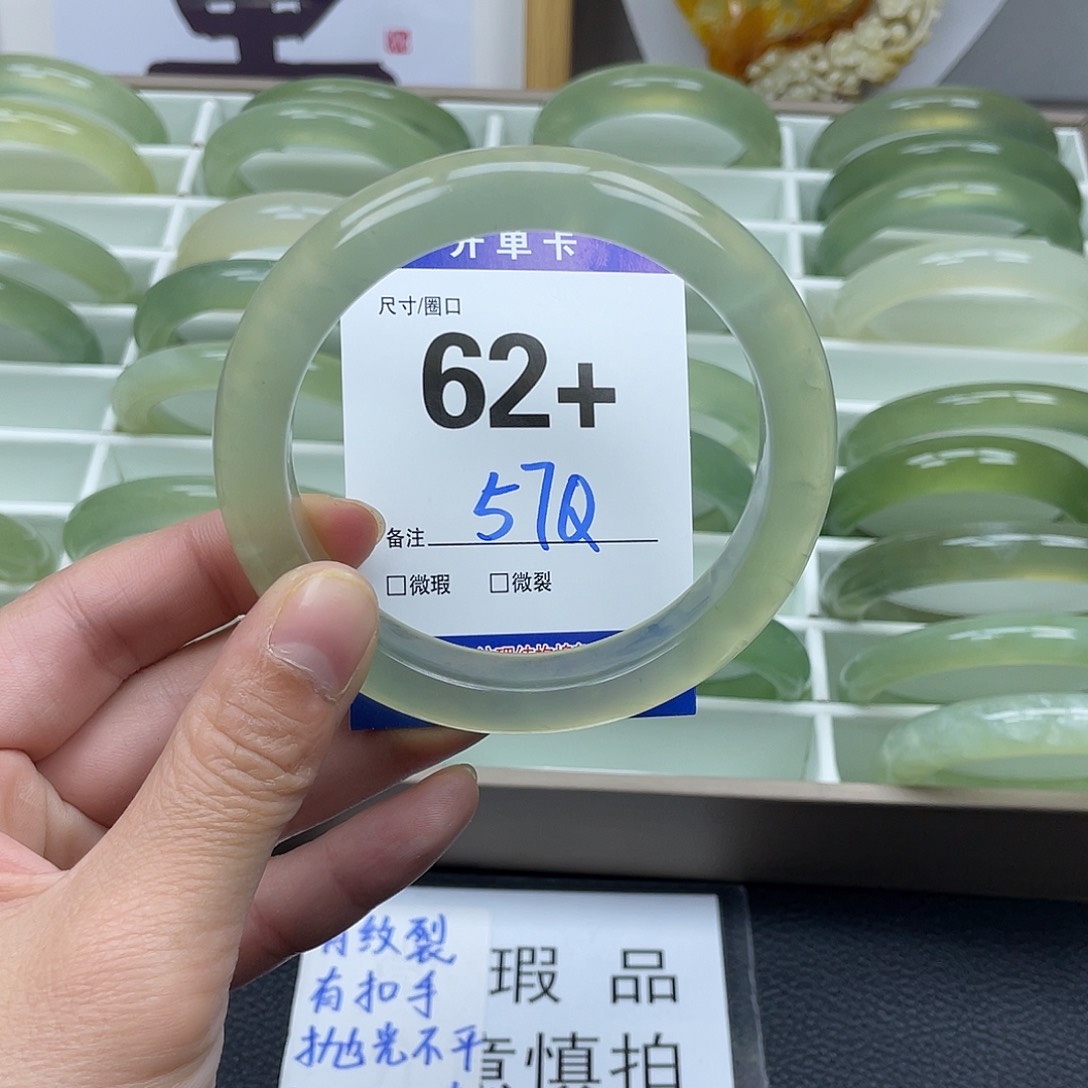 开单卡
尺寸/圈口
62+
57Q
备注
□微瑕 □微裂
有纹裂
有扣手
抛光不平
瑕品
慎拍